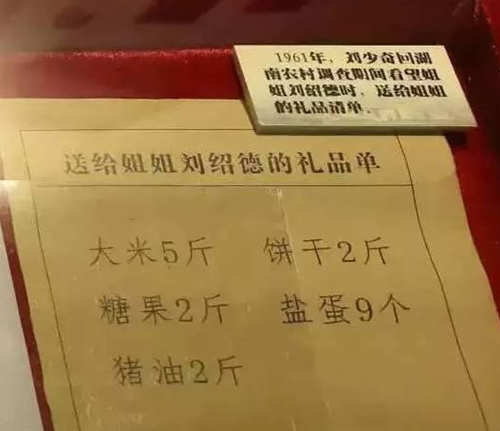 1961年，刘少奇回湖
南农村调查期间看望姐
姐刘绍德时，送给姐姐
的礼品清单。
送给姐姐刘绍德的礼品单
大米5斤 饼干2斤
糖果2斤 盐蛋9个
猪油2斤